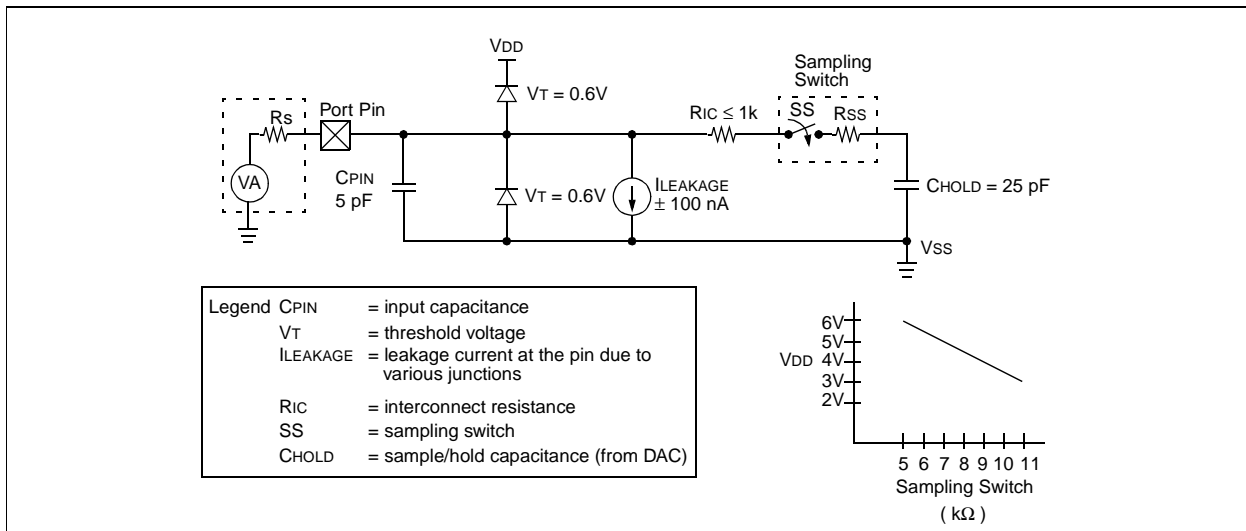 VDD
Sampling
Switch
VT = 0.6V
RIC ≤ 1k
SS
RSS
Rs
Port Pin
VA
CPIN
5 pF
VT = 0.6V
ILEAKAGE
± 100 nA
CHOLD = 25 pF
VSS
Legend CPIN = input capacitance
VT = threshold voltage
ILEAKAGE = leakage current at the pin due to
various junctions
RIC = interconnect resistance
SS = sampling switch
CHOLD = sample/hold capacitance (from DAC)
6V
5V
VDD 4V
3V
2V
5 6 7 8 9 10 11
Sampling Switch
( kΩ )